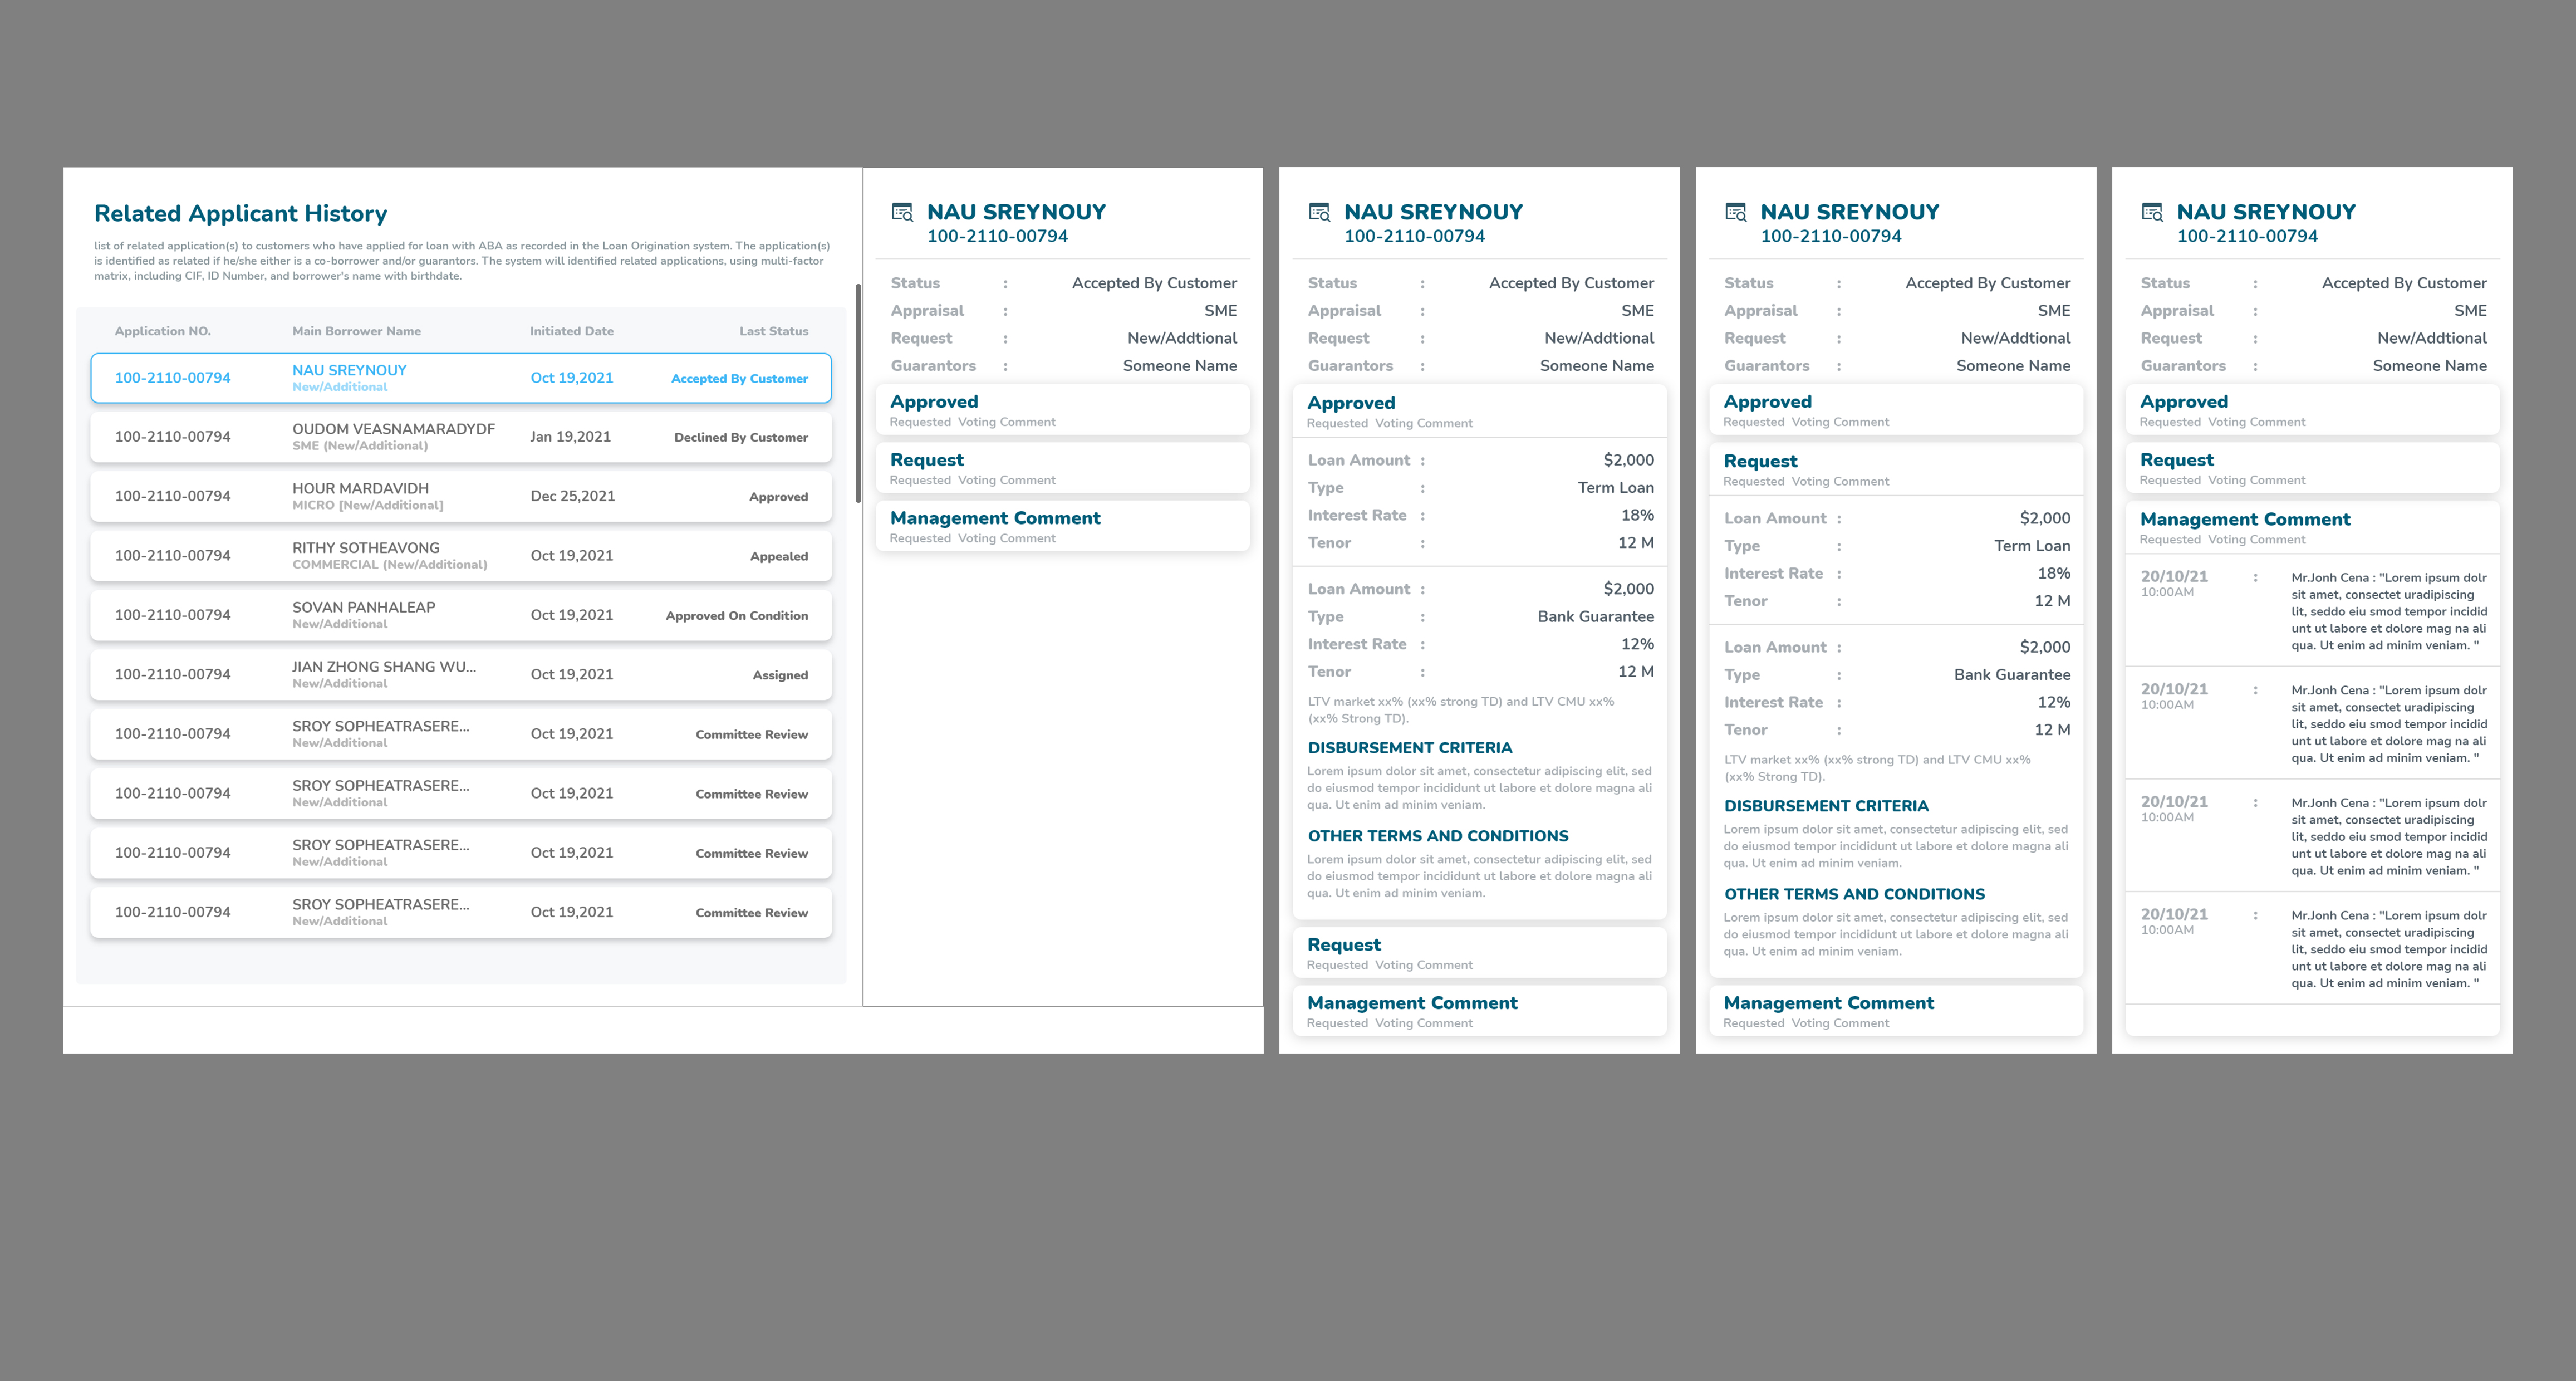 Related Applicant History
list of related application(s) to customers who have applied for loan with ABA as recorded in the Loan Origination system. The application(s)
is identified as related if he/she either is a co-borrower and/or guarantors. The system will identified related applications, using multi-factor
matrix, including CIF, ID Number, and borrower's name with birthdate.
Application NO. Main Borrower Name Initiated Date Last Status
100-2110-00794 NAU SREYNOUY Oct 19,2021 Accepted By Customer
New/Additional
100-2110-00794 OUDOM VEASNAMARADYDF Jan 19,2021 Declined By Customer
SME (New/Additional)
100-2110-00794 HOUR MARDAVIDH Dec 25,2021 Approved
MICRO [New/Additional]
100-2110-00794 RITHY SOTHEAVONG Oct 19,2021 Appealed
COMMERCIAL (New/Additional)
100-2110-00794 SOVAN PANHALEAP Oct 19,2021 Approved On Condition
New/Additional
100-2110-00794 JIAN ZHONG SHANG WU... Oct 19,2021 Assigned
New/Additional
100-2110-00794 SROY SOPHEATRASERE... Oct 19,2021 Committee Review
New/Additional
100-2110-00794 SROY SOPHEATRASERE... Oct 19,2021 Committee Review
New/Additional
100-2110-00794 SROY SOPHEATRASERE... Oct 19,2021 Committee Review
New/Additional
100-2110-00794 SROY SOPHEATRASERE... Oct 19,2021 Committee Review
New/Additional
NAU SREYNOUY
100-2110-00794
Status : Accepted By Customer
Appraisal : SME
Request : New/Addtional
Guarantors : Someone Name
Approved
Requested Voting Comment
Request
Requested Voting Comment
Management Comment
Requested Voting Comment
NAU SREYNOUY
100-2110-00794
Status : Accepted By Customer
Appraisal : SME
Request : New/Addtional
Guarantors : Someone Name
Approved
Requested Voting Comment
Loan Amount : $2,000
Type : Term Loan
Interest Rate : 18%
Tenor : 12 M
Loan Amount : $2,000
Type : Bank Guarantee
Interest Rate : 12%
Tenor : 12 M
LTV market xx% (xx% strong TD) and LTV CMU xx%
(xx% Strong TD).
DISBURSEMENT CRITERIA
Lorem ipsum dolor sit amet, consectetur adipiscing elit, sed
do eiusmod tempor incididunt ut labore et dolore magna ali
qua. Ut enim ad minim veniam.
OTHER TERMS AND CONDITIONS
Lorem ipsum dolor sit amet, consectetur adipiscing elit, sed
do eiusmod tempor incididunt ut labore et dolore magna ali
qua. Ut enim ad minim veniam.
Request
Requested Voting Comment
Management Comment
Requested Voting Comment
NAU SREYNOUY
100-2110-00794
Status : Accepted By Customer
Appraisal : SME
Request : New/Addtional
Guarantors : Someone Name
Approved
Requested Voting Comment
Request
Requested Voting Comment
Loan Amount : $2,000
Type : Term Loan
Interest Rate : 18%
Tenor : 12 M
Loan Amount : $2,000
Type : Bank Guarantee
Interest Rate : 12%
Tenor : 12 M
LTV market xx% (xx% strong TD) and LTV CMU xx%
(xx% Strong TD).
DISBURSEMENT CRITERIA
Lorem ipsum dolor sit amet, consectetur adipiscing elit, sed
do eiusmod tempor incididunt ut labore et dolore magna ali
qua. Ut enim ad minim veniam.
OTHER TERMS AND CONDITIONS
Lorem ipsum dolor sit amet, consectetur adipiscing elit, sed
do eiusmod tempor incididunt ut labore et dolore magna ali
qua. Ut enim ad minim veniam.
Management Comment
Requested Voting Comment
NAU SREYNOUY
100-2110-00794
Status : Accepted By Customer
Appraisal : SME
Request : New/Addtional
Guarantors : Someone Name
Approved
Requested Voting Comment
Request
Requested Voting Comment
Management Comment
Requested Voting Comment
20/10/21 : Mr.Jonh Cena : "Lorem ipsum dolr
10:00AM sit amet, consectet uradipiscing
lit, seddo eiu smod tempor incidid
unt ut labore et dolore mag na ali
qua. Ut enim ad minim veniam. "
20/10/21 : Mr.Jonh Cena : "Lorem ipsum dolr
10:00AM sit amet, consectet uradipiscing
lit, seddo eiu smod tempor incidid
unt ut labore et dolore mag na ali
qua. Ut enim ad minim veniam. "
20/10/21 : Mr.Jonh Cena : "Lorem ipsum dolr
10:00AM sit amet, consectet uradipiscing
lit, seddo eiu smod tempor incidid
unt ut labore et dolore mag na ali
qua. Ut enim ad minim veniam. "
20/10/21 : Mr.Jonh Cena : "Lorem ipsum dolr
10:00AM sit amet, consectet uradipiscing
lit, seddo eiu smod tempor incidid
unt ut labore et dolore mag na ali
qua. Ut enim ad minim veniam. "